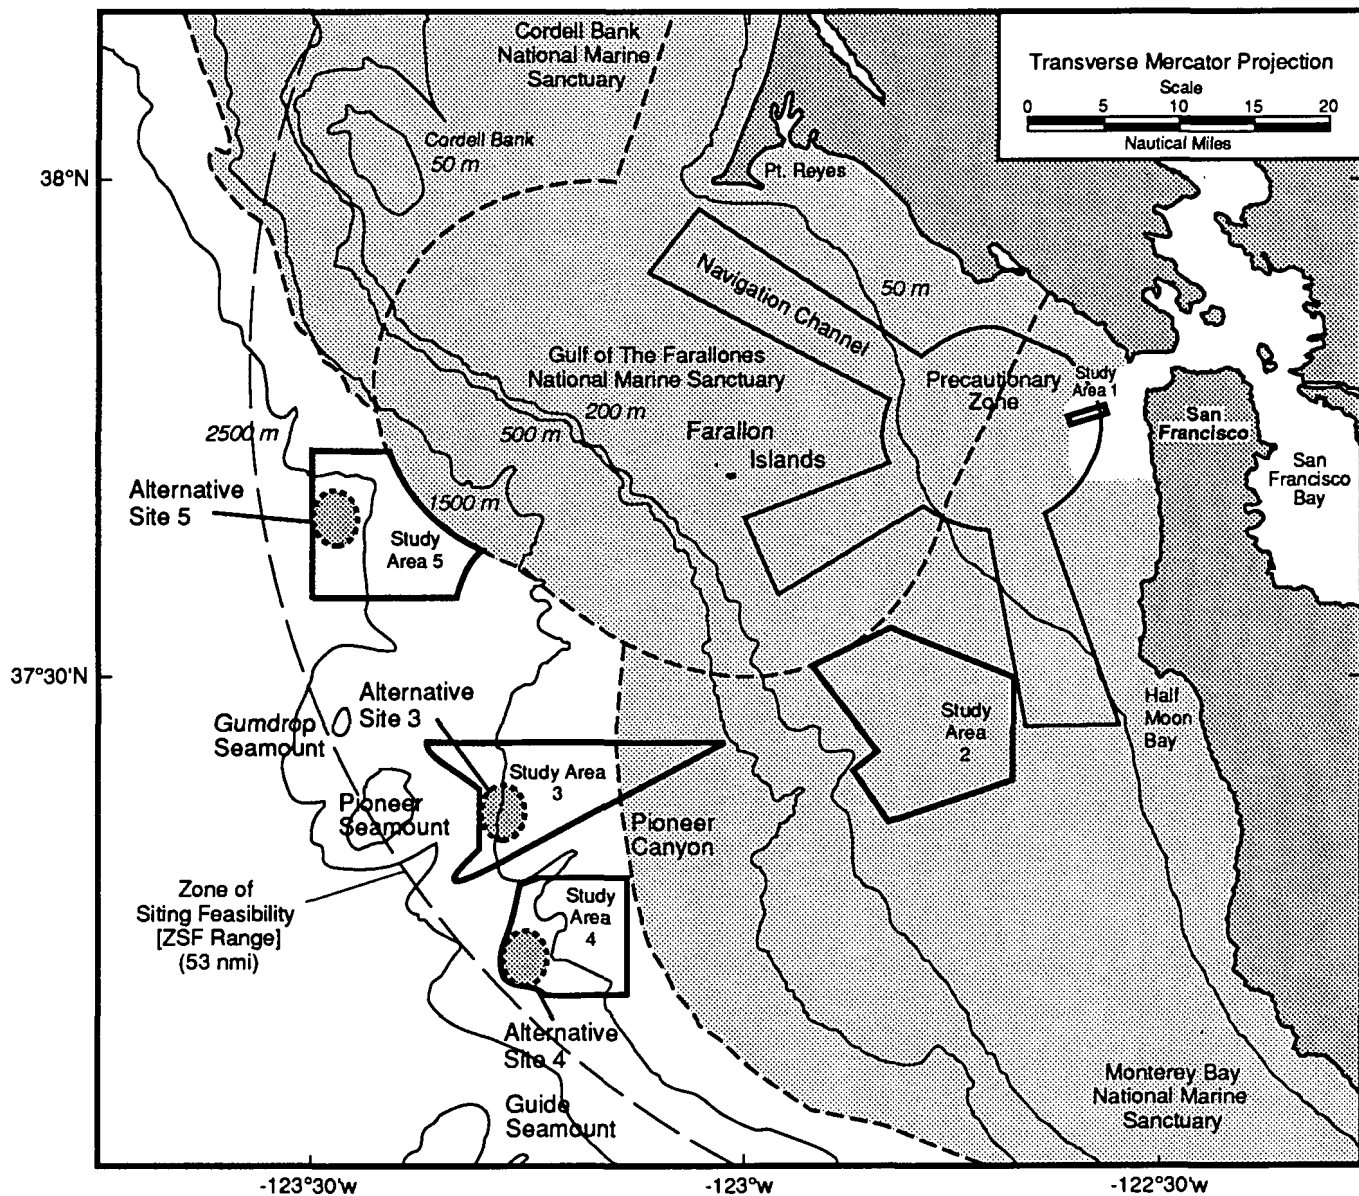 Cordell Bank
National Marine
Sanctuary
Transverse Mercator Projection
Scale
0 5 10 15 20
Nautical Miles
Cordell Bank
50 m
38°N
Pt. Reyes
Navigation Channel
50 m
Gulf of The Farallones
National Marine Sanctuary
Precautionary
Zone
Study
Area 1
200 m
2500 m
500 m
Farallon
Islands
San
Francisco
San
Francisco
Bay
1500 m
Alternative
Site 5
Study
Area 5
37°30'N
Alternative
Site 3
Gumdrop
Seamount
Study
Area
2
Half
Moon
Bay
Study Area
3
Pioneer
Seamount
Pioneer
Canyon
Zone of
Siting Feasibility
[ZSF Range]
(53 nmi)
Study
Area
4
Alternative
Site 4
Guide
Seamount
Monterey Bay
National Marine
Sanctuary
-123°30'W
-123°W
-122°30'W